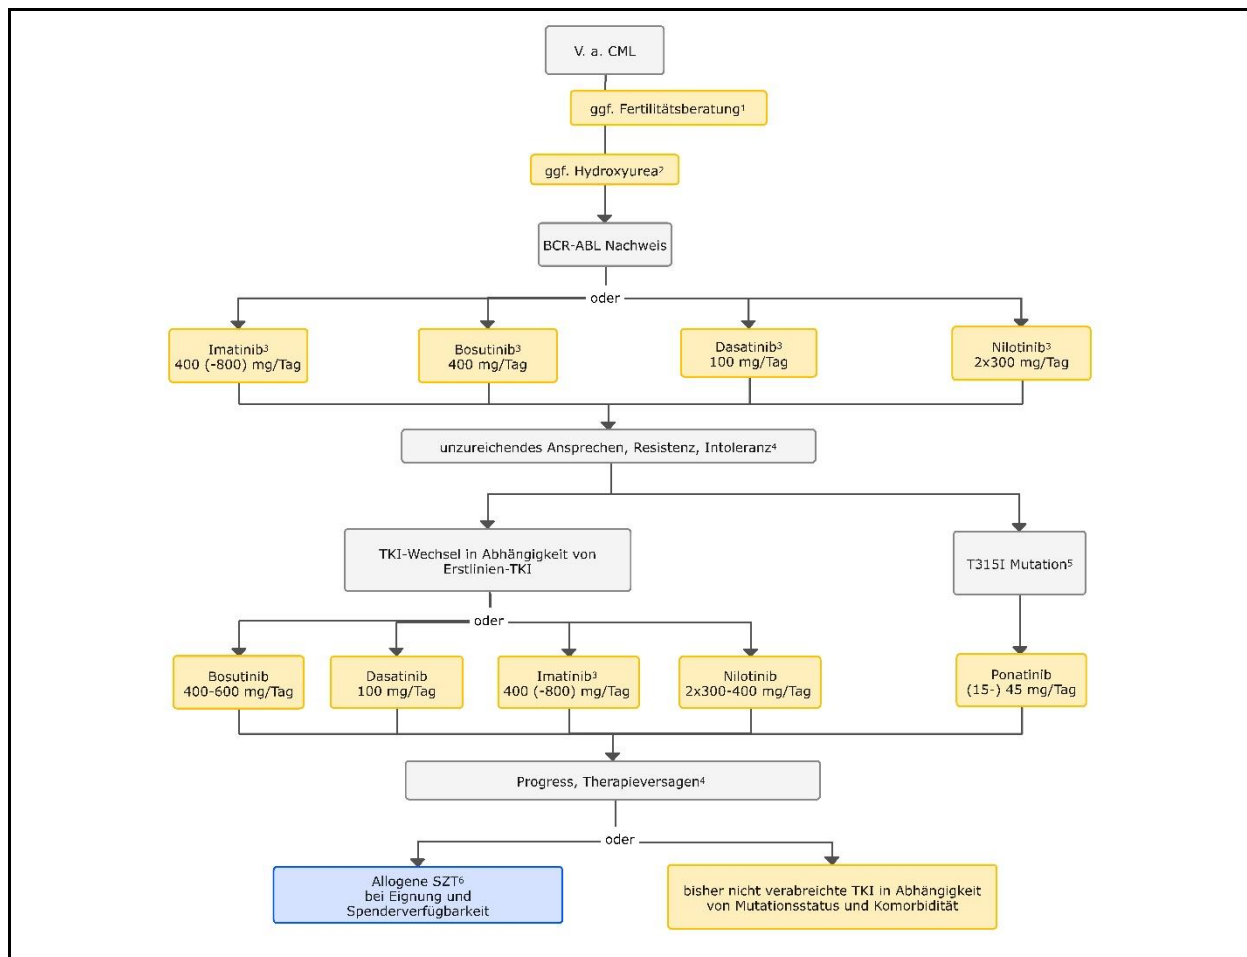 V. a. CML
ggf. Fertilitätsberatung¹
ggf. Hydroxyurea²
BCR-ABL Nachweis
oder
Imatinib³
400 (-800) mg/Tag
Bosutinib³
400 mg/Tag
Dasatinib³
100 mg/Tag
Nilotinib³
2x300 mg/Tag
unzureichendes Ansprechen, Resistenz, Intoleranz⁴
TKI-Wechsel in Abhängigkeit von
Erstlinien-TKI
T315I Mutation⁵
oder
Bosutinib
400-600 mg/Tag
Dasatinib
100 mg/Tag
Imatinib³
400 (-800) mg/Tag
Nilotinib
2x300-400 mg/Tag
Ponatinib
(15-) 45 mg/Tag
Progress, Therapieversagen⁴
oder
Allogene SZT⁶
bei Eignung und
Spenderverfügbarkeit
bisher nicht verabreichte TKI in Abhängigkeit
von Mutationsstatus und Komorbidität